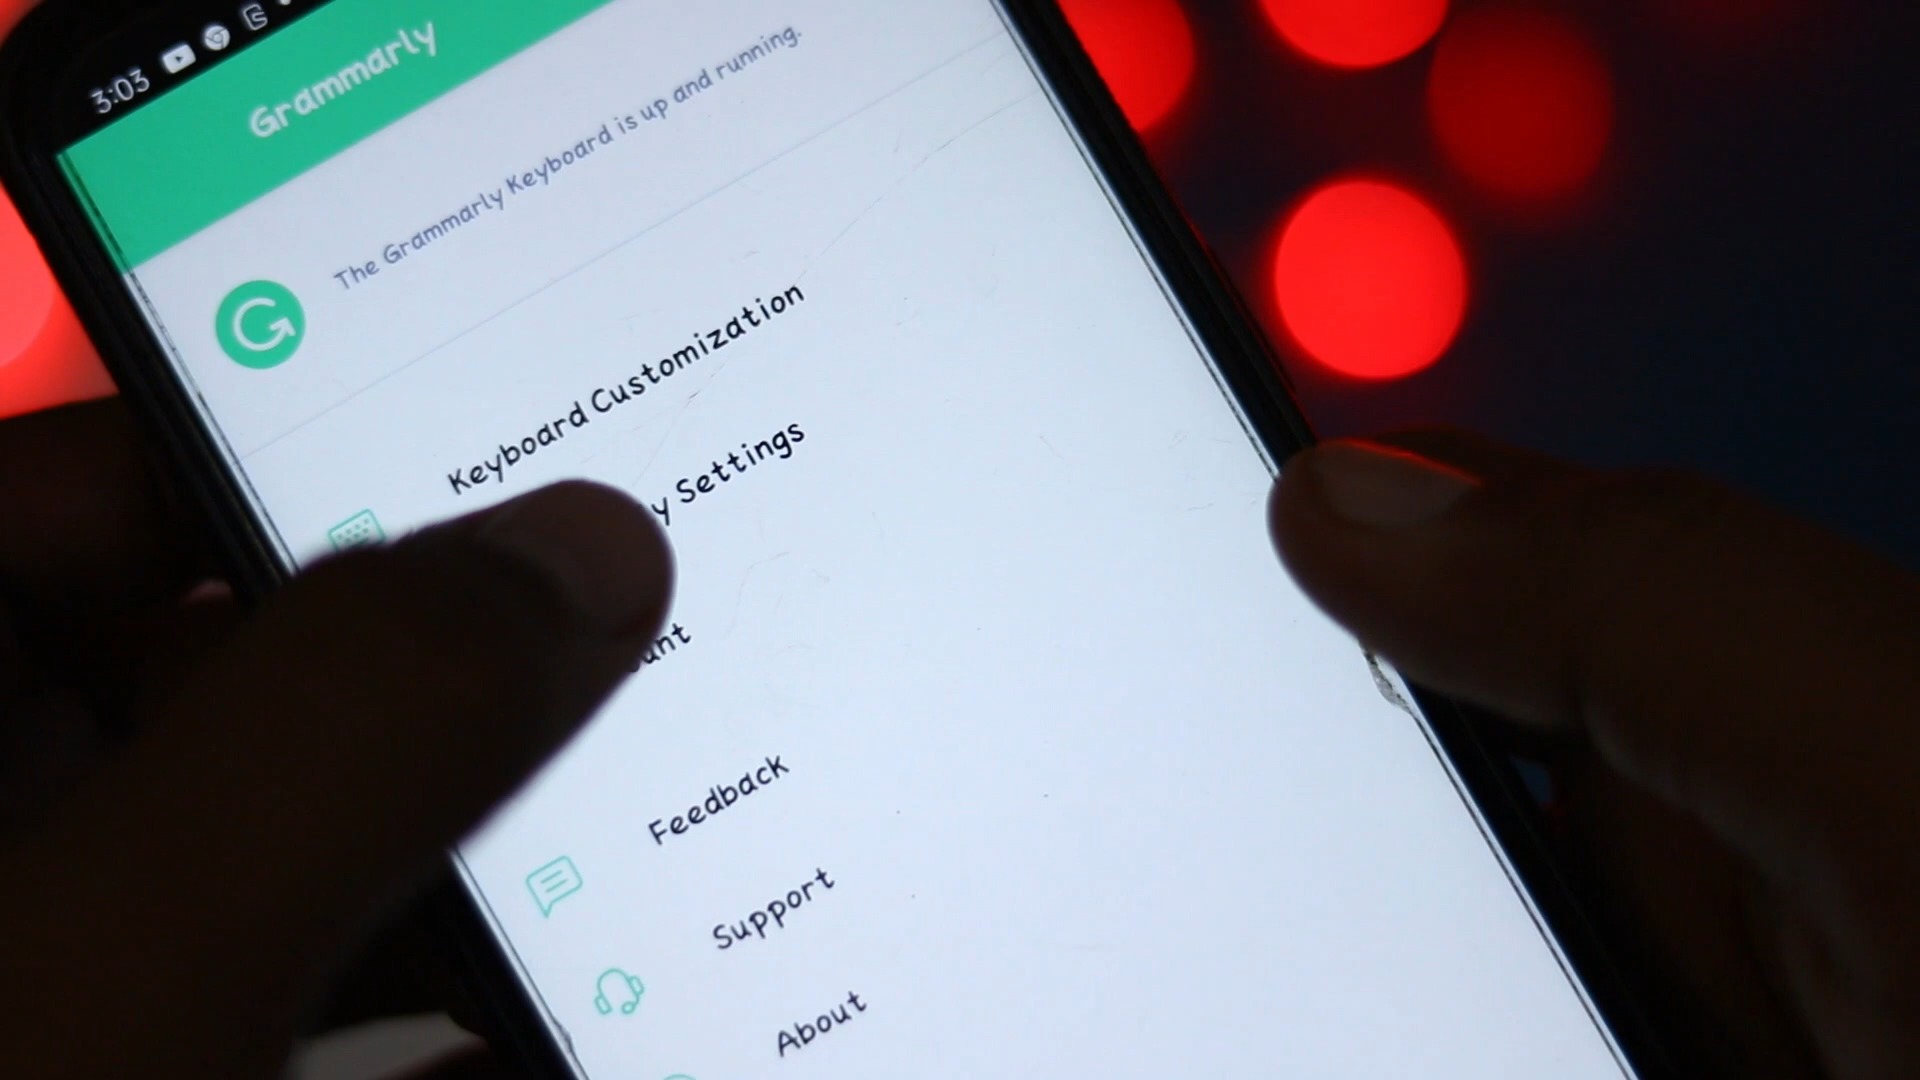 3:03
Grammarly
The Grammarly Keyboard is up and running.
Keyboard Customization
Settings
Feedback
Support
About